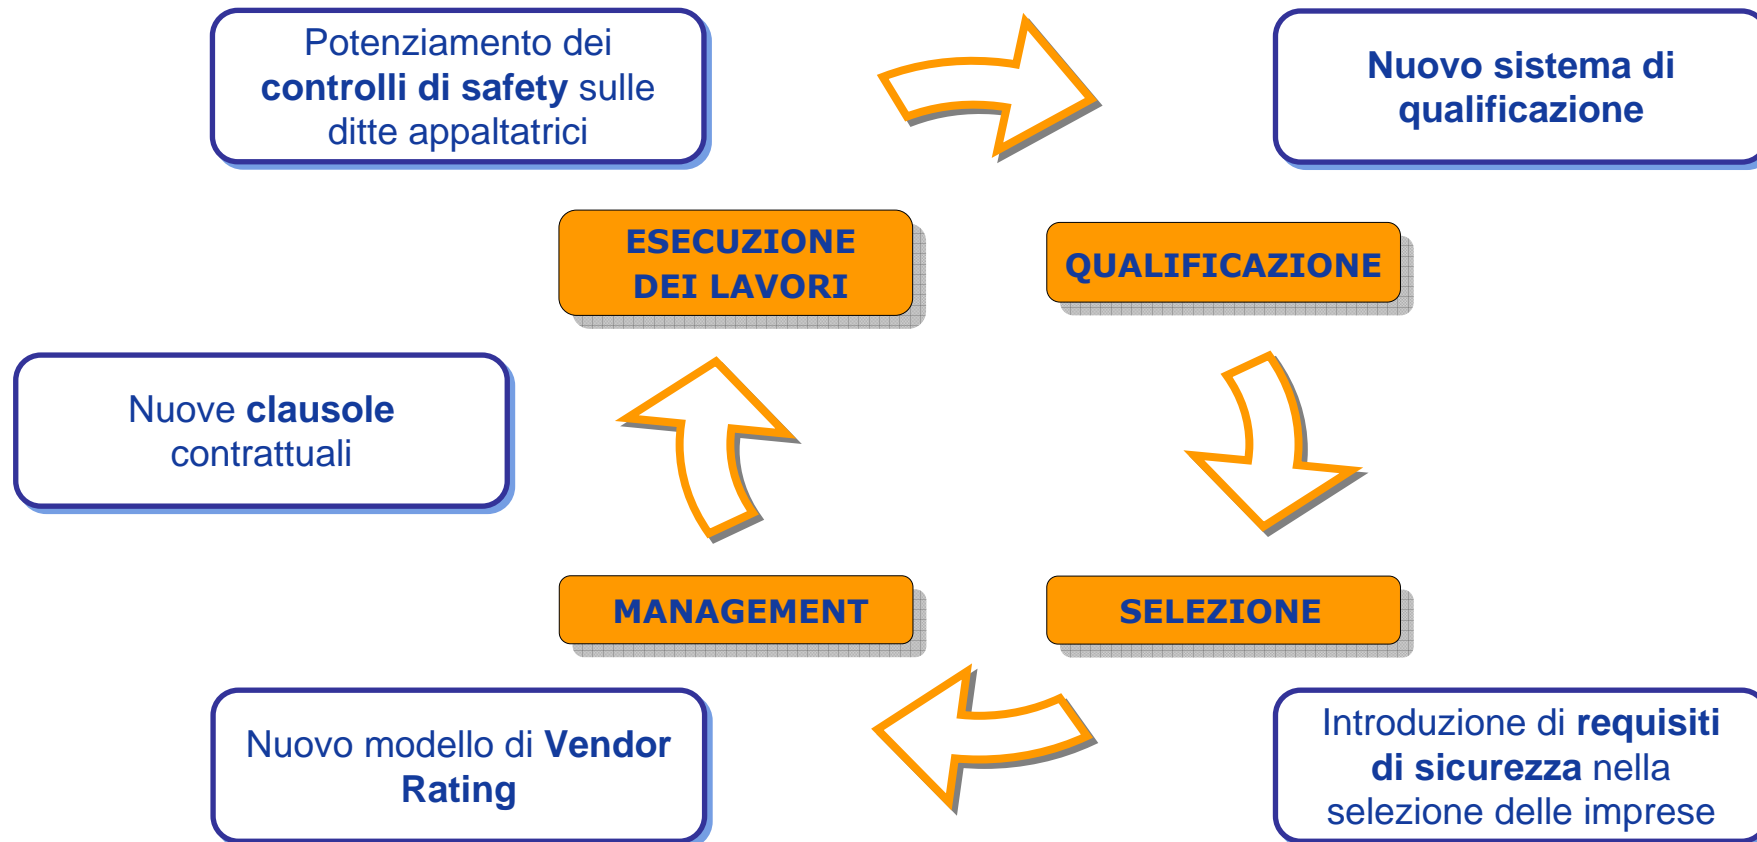 Potenziamento dei
controlli di safety sulle
ditte appaltatrici
Nuovo sistema di
qualificazione
ESECUZIONE
DEI LAVORI
QUALIFICAZIONE
Nuove clausole
contrattuali
MANAGEMENT
SELEZIONE
Nuovo modello di Vendor
Rating
Introduzione di requisiti
di sicurezza nella
selezione delle imprese